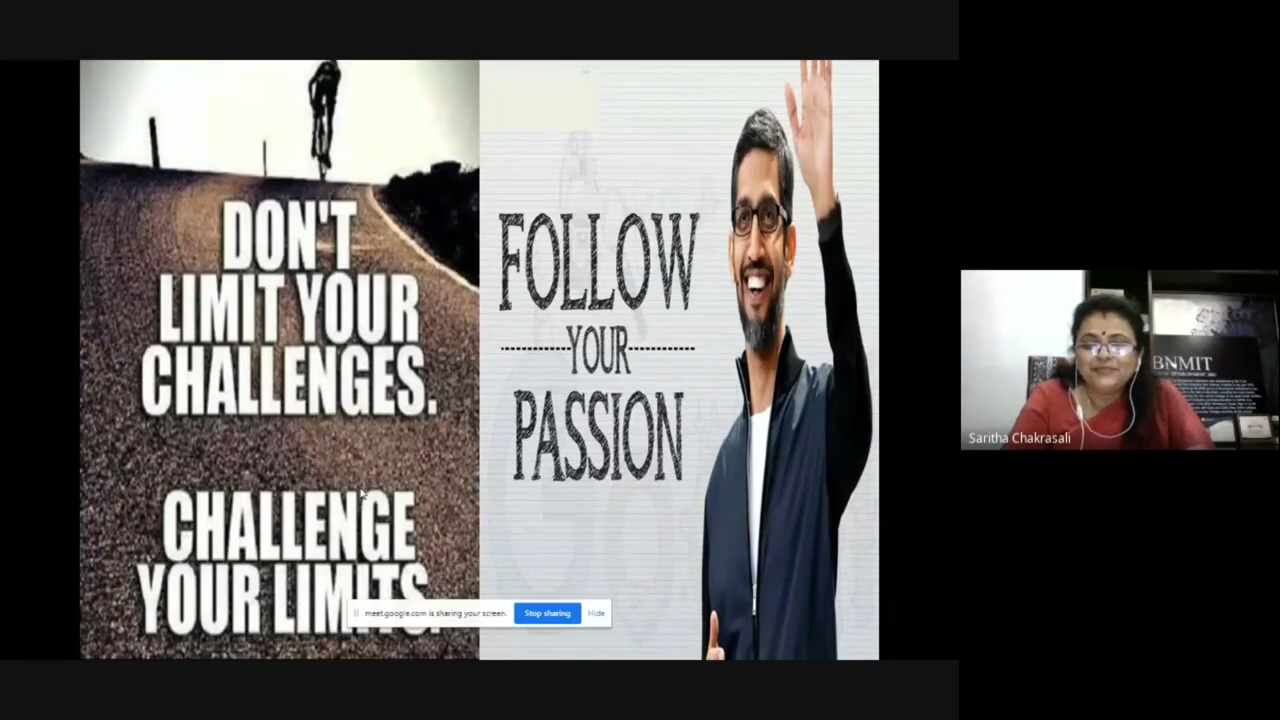 DON'T
LIMIT YOUR
CHALLENGES.
CHALLENGE
YOUR LIMITS.
FOLLOW
YOUR
PASSION
meet.google.com is sharing your screen.
Stop sharing
Hide
BNMIT
Saritha Chakrasali